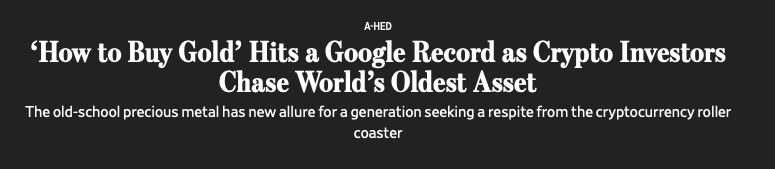 A-HED
‘How to Buy Gold’ Hits a Google Record as Crypto Investors
Chase World’s Oldest Asset
The old-school precious metal has new allure for a generation seeking a respite from the cryptocurrency roller
coaster